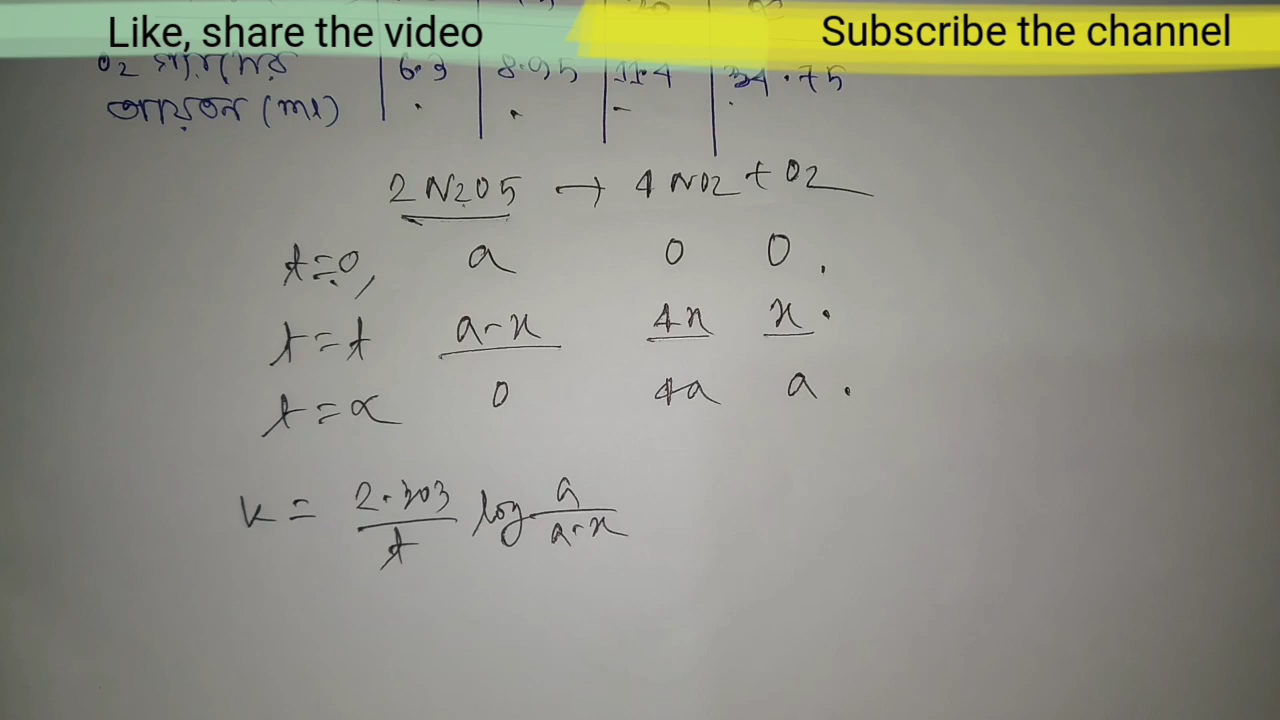 Like, share the video
Subscribe the channel
O2 গ্যাসের | 6.3 | 8.95 | 11.4 | 34.75
আয়তন (ml)
2N2O5 → 4NO2 + O2
t=0, a 0 0
t=t a-x 4x x
t=α 0 4a a
K = 2.303/t log a/a-x